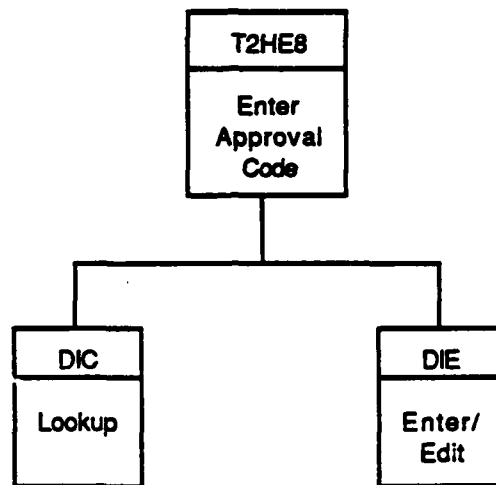 T2HE8
Enter
Approval
Code
DIC
Lookup
DIE
Enter/
Edit